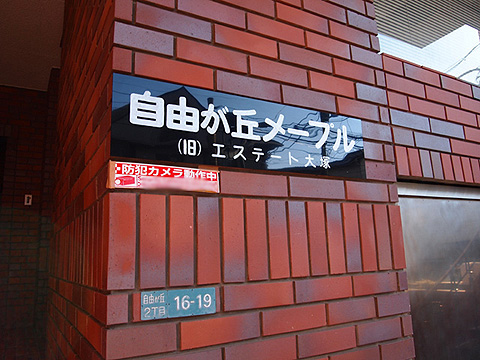 自由が丘メープル
(旧)エステート大塚
防犯カメラ動作中
自由が丘
2丁目
16-19